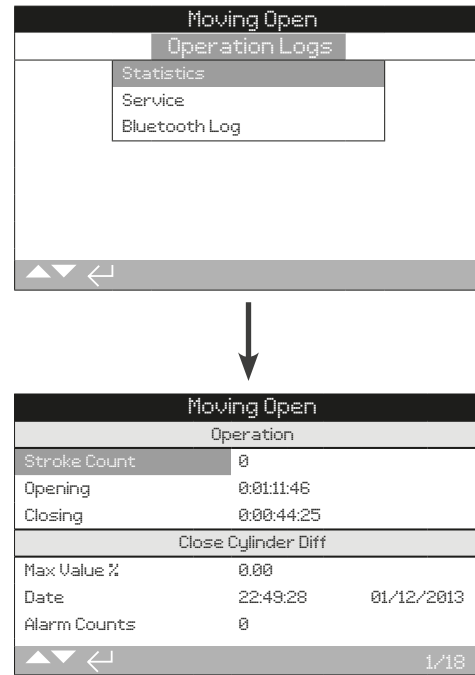 Moving Open
Operation Logs
Statistics
Service
Bluetooth Log
Moving Open
Operation
Stroke Count 0
Opening 0:01:11:46
Closing 0:00:44:25
Close Cylinder Diff
Max Value % 0.00
Date 22:49:28 01/12/2013
Alarm Counts 0
1/18